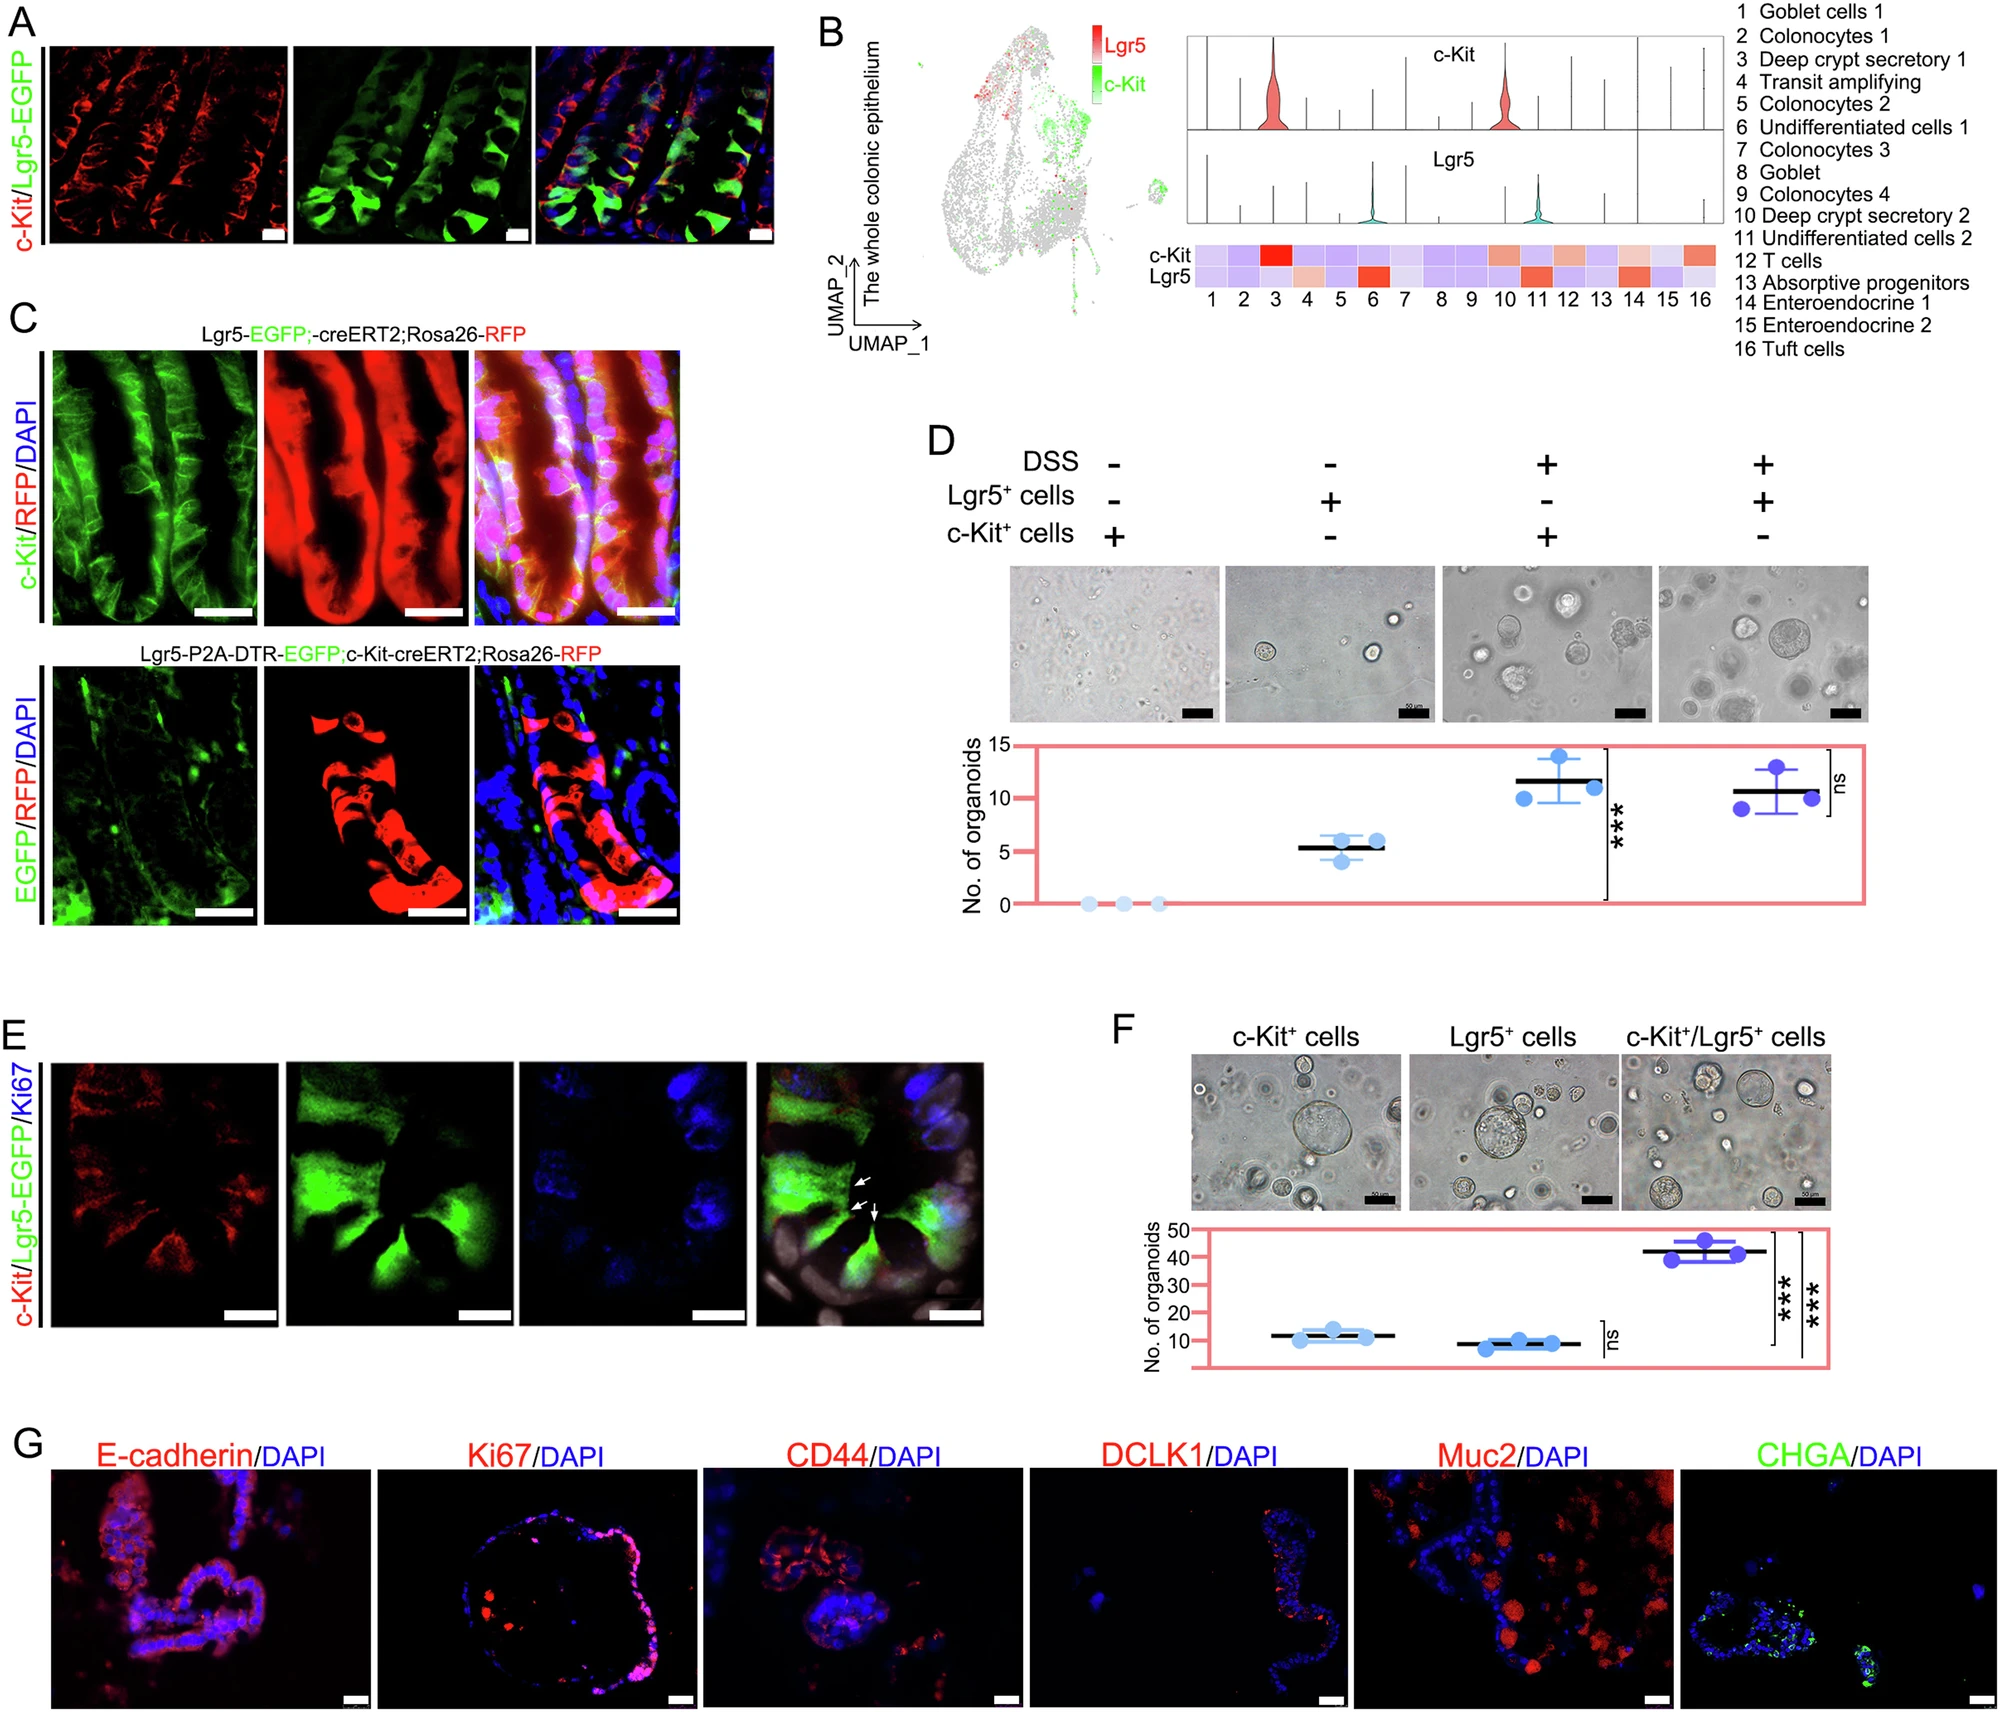 A
c-Kit/Lgr5-EGFP
B
The whole colonic epithelium
UMAP_2
UMAP_1
Lgr5
c-Kit
c-Kit
Lgr5
c-Kit
Lgr5
1 2 3 4 5 6 7 8 9 10 11 12 13 14 15 16
1 Goblet cells 1
2 Colonocytes 1
3 Deep crypt secretory 1
4 Transit amplifying
5 Colonocytes 2
6 Undifferentiated cells 1
7 Colonocytes 3
8 Goblet
9 Colonocytes 4
10 Deep crypt secretory 2
11 Undifferentiated cells 2
12 T cells
13 Absorptive progenitors
14 Enteroendocrine 1
15 Enteroendocrine 2
16 Tuft cells
C
Lgr5-EGFP;-creERT2;Rosa26-RFP
c-Kit/RFP/DAPI
Lgr5-P2A-DTR-EGFP;c-Kit-creERT2;Rosa26-RFP
EGFP/RFP/DAPI
D
DSS - - + +
Lgr5+ cells - + - +
c-Kit+ cells + - + -
50 μm
No. of organoids
15
10
5
0
***
ns
E
c-Kit/Lgr5-EGFP/Ki67
F
c-Kit+ cells
Lgr5+ cells
c-Kit+/Lgr5+ cells
50 μm
50 μm
No. of organoids
50
40
30
20
10
ns
***
***
G
E-cadherin/DAPI
Ki67/DAPI
CD44/DAPI
DCLK1/DAPI
Muc2/DAPI
CHGA/DAPI